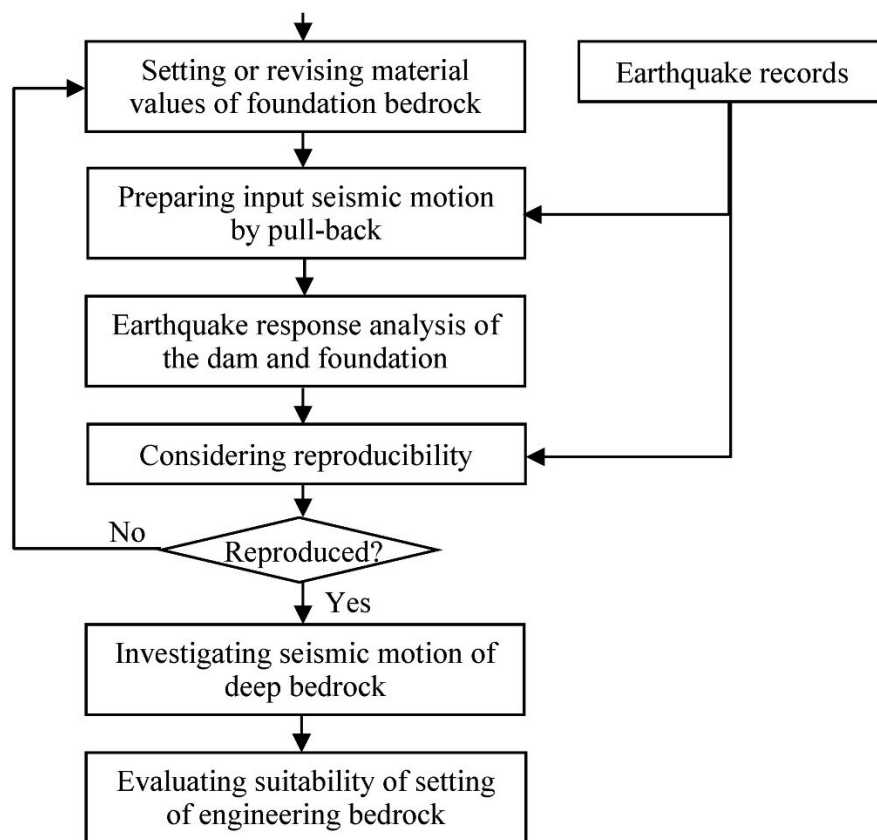 Setting or revising material
values of foundation bedrock
Earthquake records
Preparing input seismic motion
by pull-back
Earthquake response analysis of
the dam and foundation
Considering reproducibility
No
Reproduced?
Yes
Investigating seismic motion of
deep bedrock
Evaluating suitability of setting
of engineering bedrock